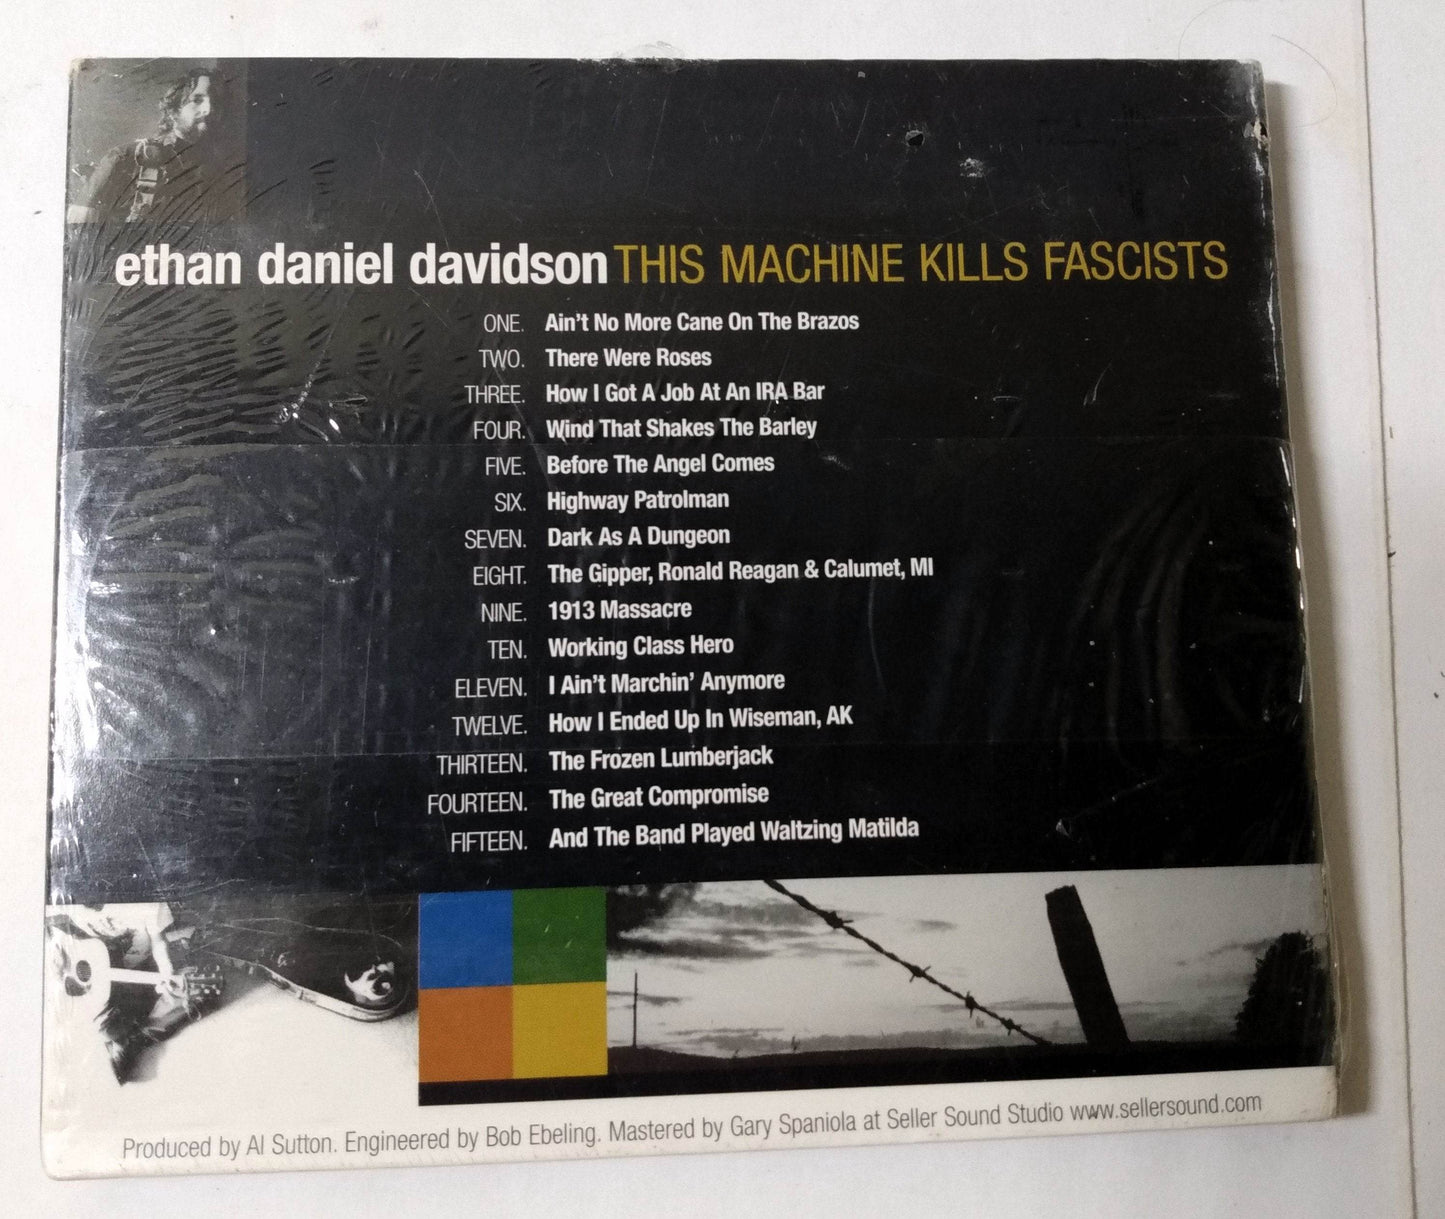 ethan daniel davidson THIS MACHINE KILLS FASCISTS
ONE. Ain't No More Cane On The Brazos
TWO. There Were Roses
THREE. How I Got A Job At An IRA Bar
FOUR. Wind That Shakes The Barley
FIVE. Before The Angel Comes
SIX. Highway Patrolman
SEVEN. Dark As A Dungeon
EIGHT. The Gipper, Ronald Reagan & Calumet, MI
NINE. 1913 Massacre
TEN. Working Class Hero
ELEVEN. I Ain't Marchin' Anymore
TWELVE. How I Ended Up In Wiseman, AK
THIRTEEN. The Frozen Lumberjack
FOURTEEN. The Great Compromise
FIFTEEN. And The Band Played Waltzing Matilda
Produced by Al Sutton. Engineered by Bob Ebeling. Mastered by Gary Spaniola at Seller Sound Studio www.sellersound.com